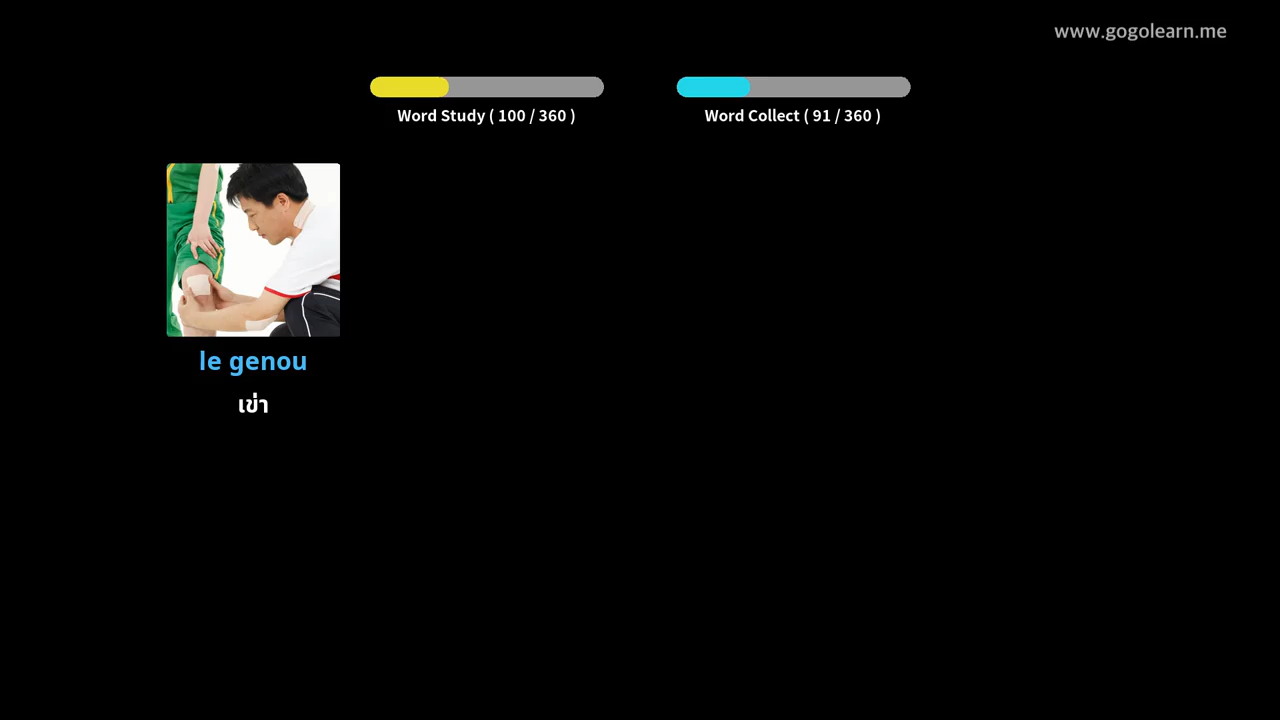 www.gogolearn.me
Word Study ( 100 / 360 )
Word Collect ( 91 / 360 )
le genou
เข่า